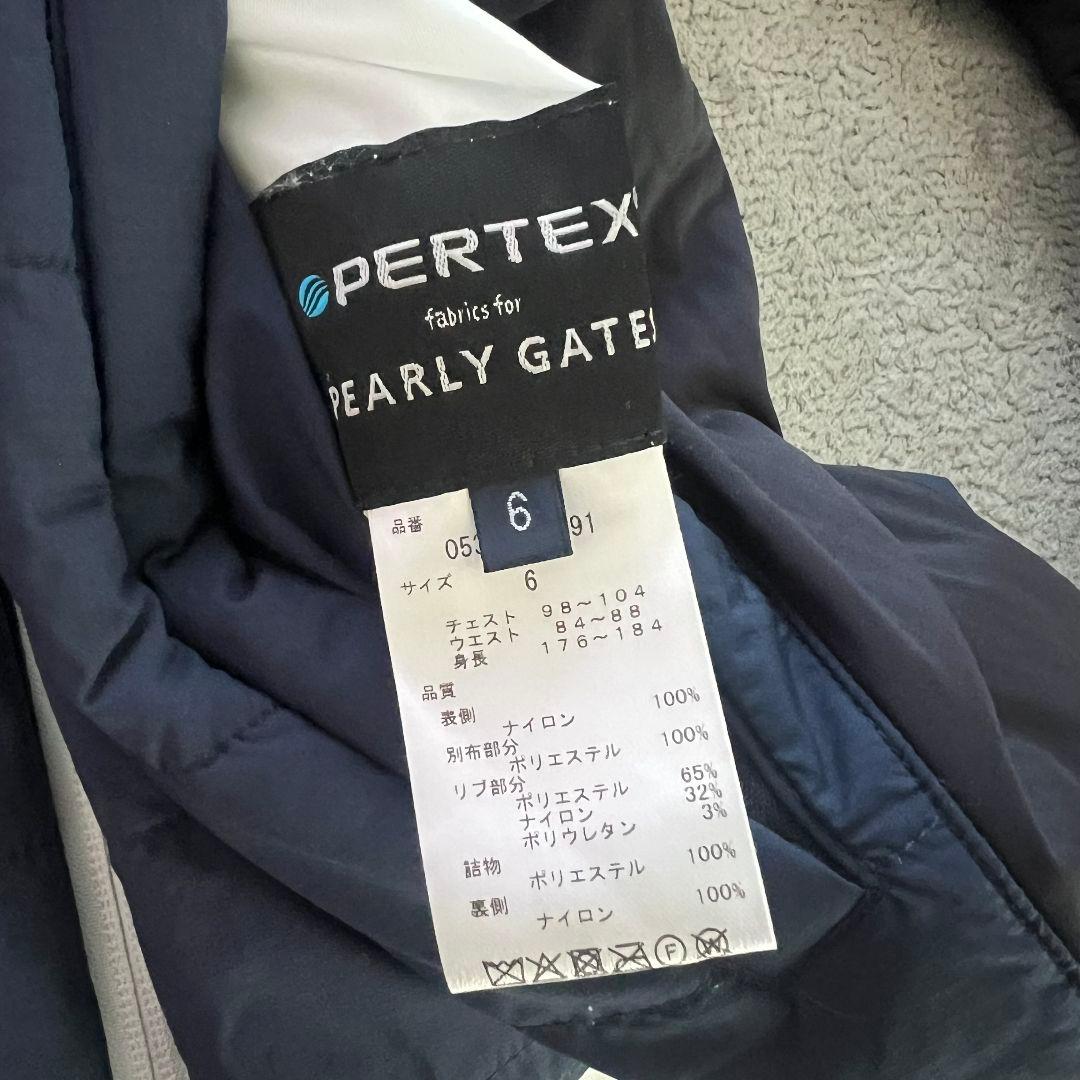 PERTEX
fabrics for
PEARLY GATES
6
品番
053 91
サイズ 6
チェスト 98~104
ウエスト 84~88
身長 176~184
品質
表側
ナイロン 100%
別布部分
ポリエステル 100%
リブ部分
ポリエステル 65%
ナイロン 32%
ポリウレタン 3%
詰物
ポリエステル 100%
裏側
ナイロン 100%
F W